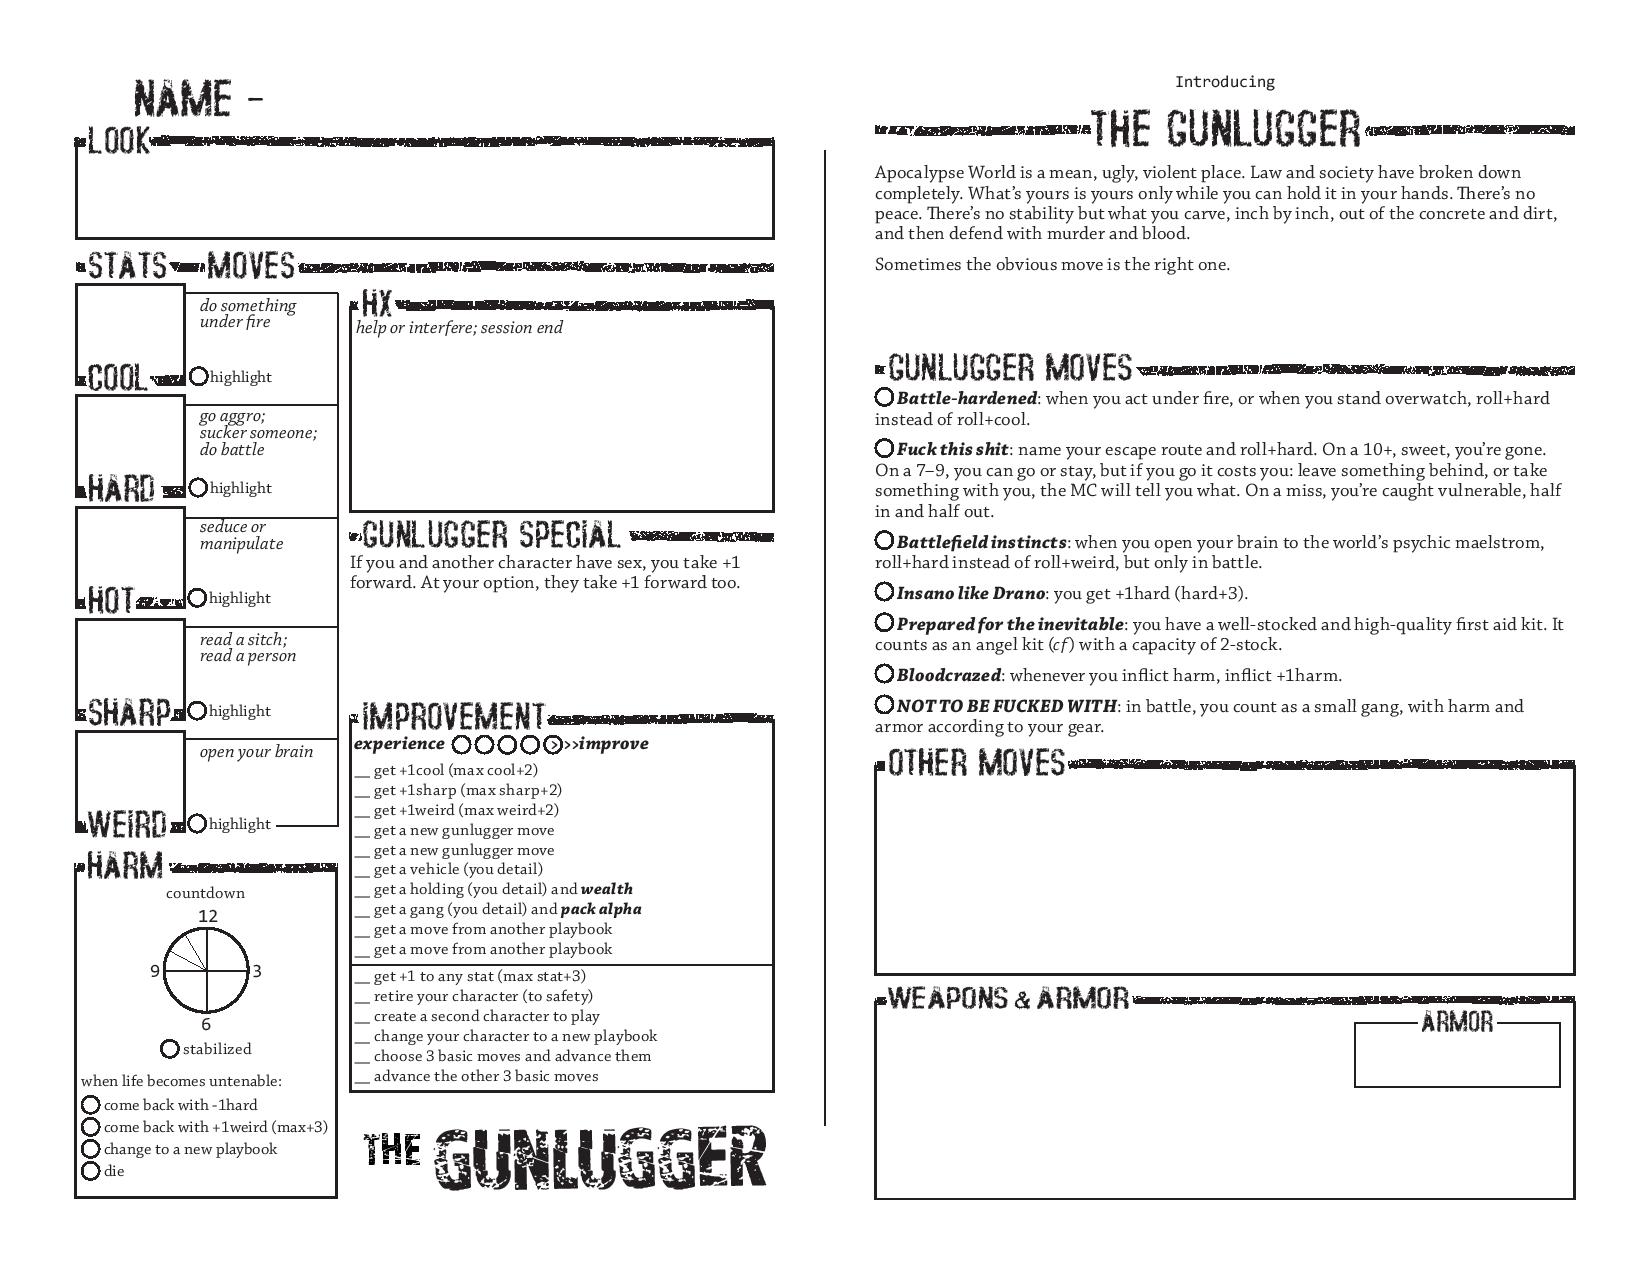 NAME –
LOOK
STATS MOVES
do something
under fire
COOL
highlight
go aggro;
sucker someone;
do battle
HARD
highlight
seduce or
manipulate
HOT
highlight
read a sitch;
read a person
SHARP
highlight
open your brain
WEIRD
highlight
HARM
countdown
12
9
3
6
stabilized
when life becomes untenable:
come back with -1hard
come back with +1weird (max+3)
change to a new playbook
die
HX
help or interfere; session end
GUNLUGGER SPECIAL
If you and another character have sex, you take +1
forward. At your option, they take +1 forward too.
IMPROVEMENT
experience >>>improve
__ get +1cool (max cool+2)
__ get +1sharp (max sharp+2)
__ get +1weird (max weird+2)
__ get a new gunlugger move
__ get a new gunlugger move
__ get a vehicle (you detail)
__ get a holding (you detail) and wealth
__ get a gang (you detail) and pack alpha
__ get a move from another playbook
__ get a move from another playbook
__ get +1 to any stat (max stat+3)
__ retire your character (to safety)
__ create a second character to play
__ change your character to a new playbook
__ choose 3 basic moves and advance them
__ advance the other 3 basic moves
THE GUNLUGGER
Introducing
THE GUNLUGGER
Apocalypse World is a mean, ugly, violent place. Law and society have broken down
completely. What’s yours is yours only while you can hold it in your hands. There’s no
peace. There’s no stability but what you carve, inch by inch, out of the concrete and dirt,
and then defend with murder and blood.
Sometimes the obvious move is the right one.
GUNLUGGER MOVES
Battle-hardened: when you act under fire, or when you stand overwatch, roll+hard
instead of roll+cool.
Fuck this shit: name your escape route and roll+hard. On a 10+, sweet, you’re gone.
On a 7–9, you can go or stay, but if you go it costs you: leave something behind, or take
something with you, the MC will tell you what. On a miss, you’re caught vulnerable, half
in and half out.
Battlefield instincts: when you open your brain to the world’s psychic maelstrom,
roll+hard instead of roll+weird, but only in battle.
Insano like Drano: you get +1hard (hard+3).
Prepared for the inevitable: you have a well-stocked and high-quality first aid kit. It
counts as an angel kit (cf) with a capacity of 2-stock.
Bloodcrazed: whenever you inflict harm, inflict +1harm.
NOT TO BE FUCKED WITH: in battle, you count as a small gang, with harm and
armor according to your gear.
OTHER MOVES
WEAPONS & ARMOR
ARMOR